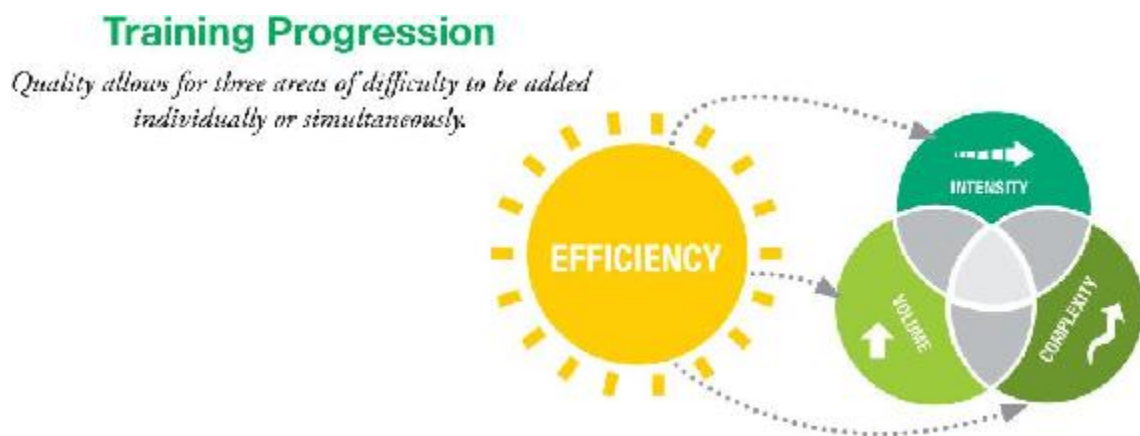 Training Progression
Quality allows for three areas of difficulty to be added
individually or simultaneously.
EFFICIENCY
INTENSITY
VOLUME
COMPLEXITY